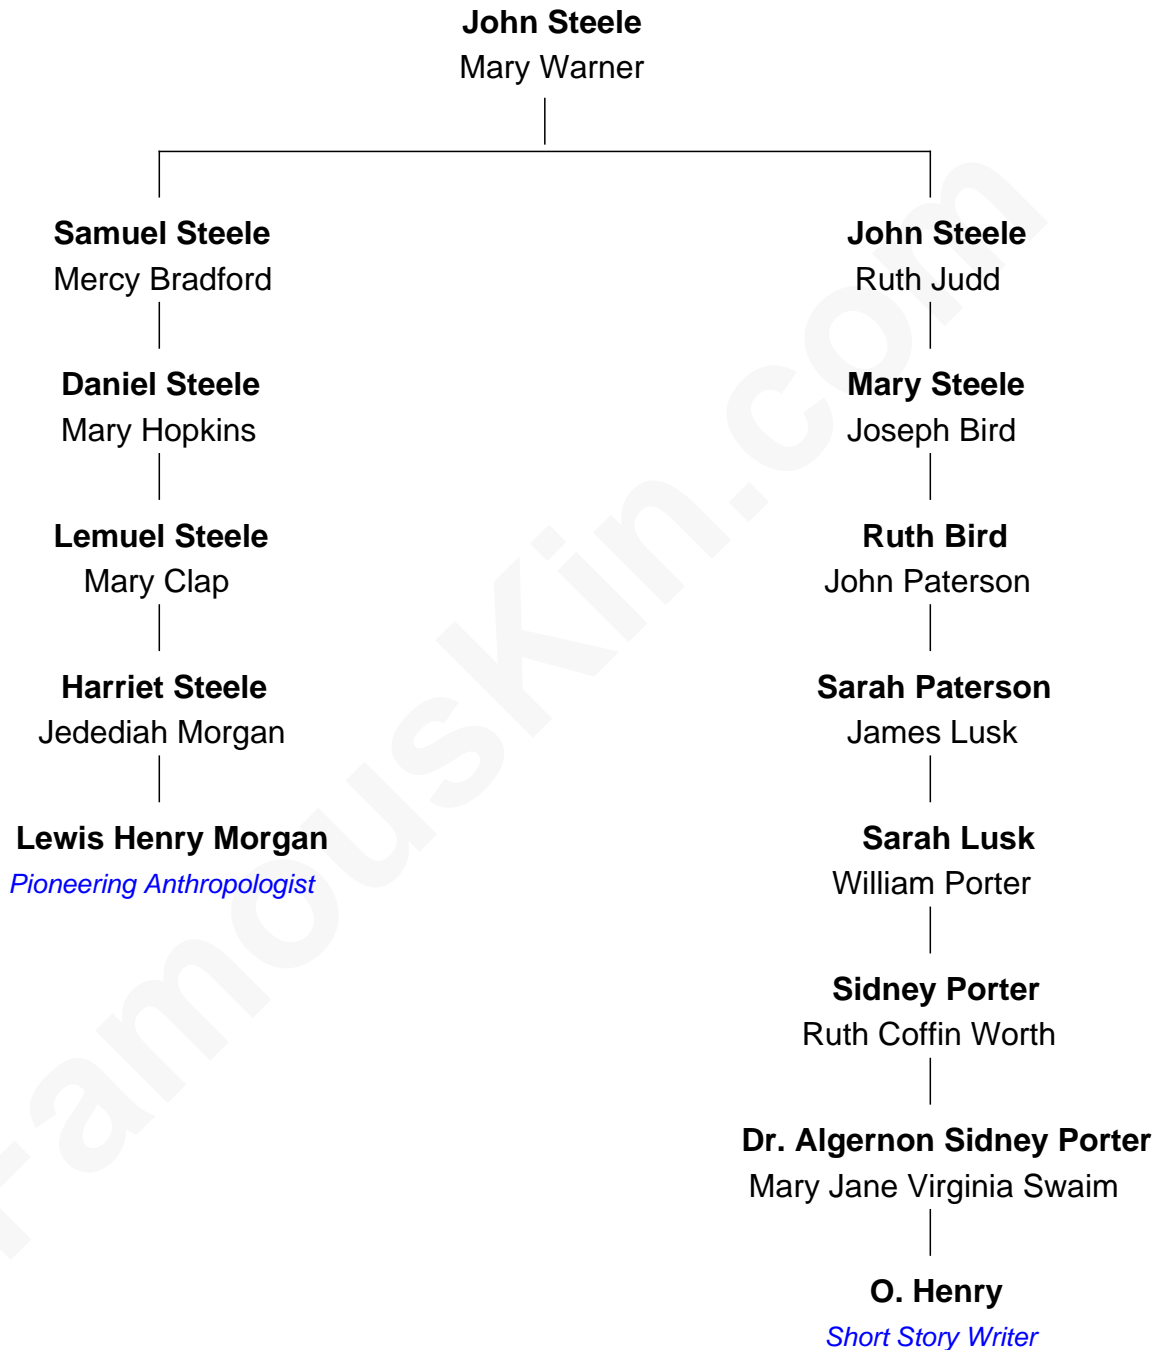 John Steele
Mary Warner
Samuel Steele
Mercy Bradford
Daniel Steele
Mary Hopkins
Lemuel Steele
Mary Clap
Harriet Steele
Jedediah Morgan
Lewis Henry Morgan
Pioneering Anthropologist
John Steele
Ruth Judd
Mary Steele
Joseph Bird
Ruth Bird
John Paterson
Sarah Paterson
James Lusk
Sarah Lusk
William Porter
Sidney Porter
Ruth Coffin Worth
Dr. Algernon Sidney Porter
Mary Jane Virginia Swaim
O. Henry
Short Story Writer
FamousKin.com